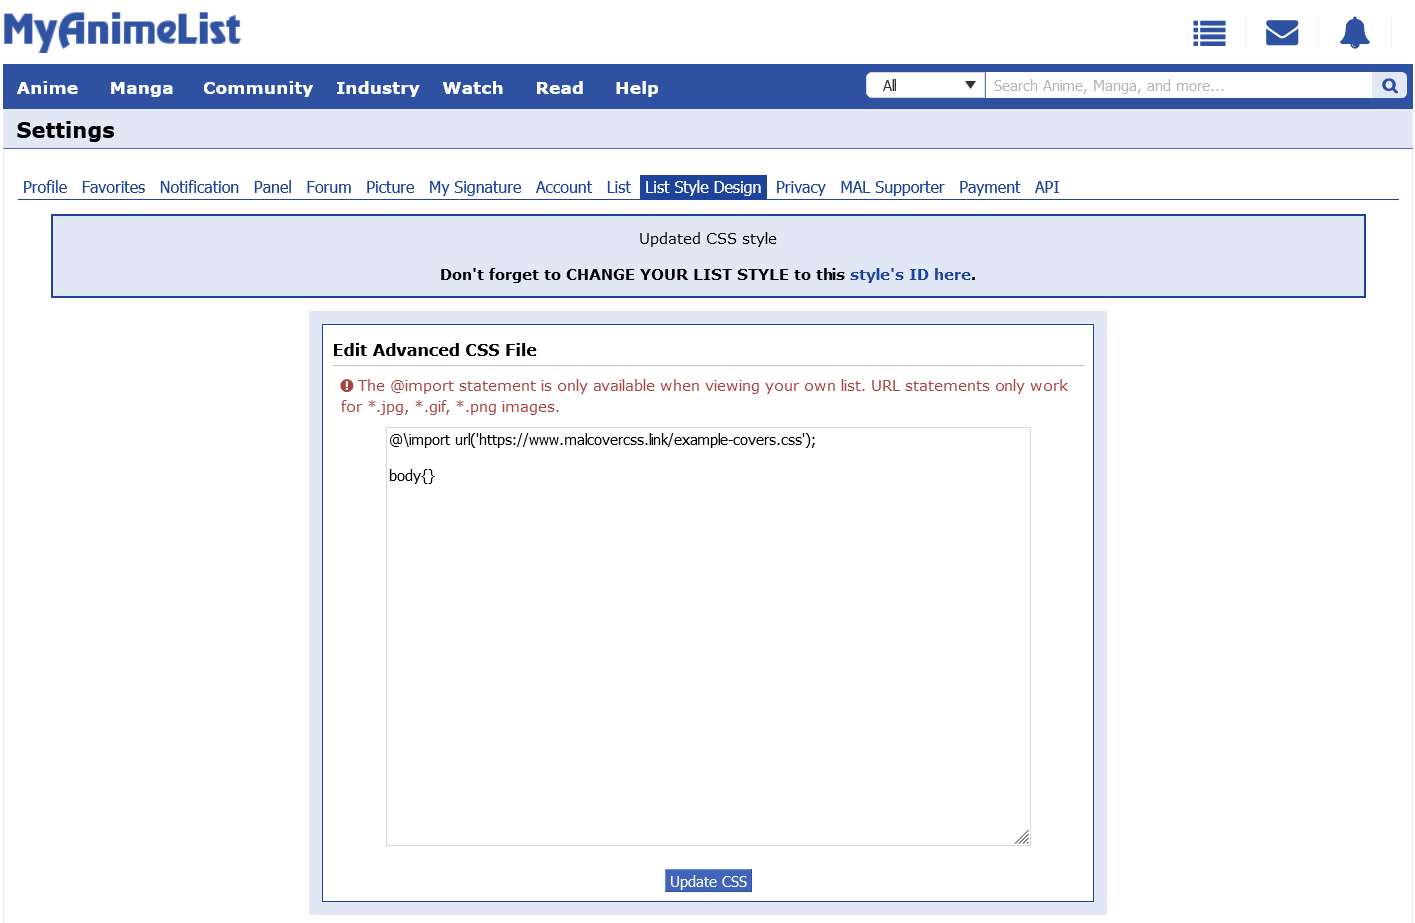 MyAnimeList
Anime Manga Community Industry Watch Read Help All Search Anime, Manga, and more...
Settings
Profile Favorites Notification Panel Forum Picture My Signature Account List List Style Design Privacy MAL Supporter Payment API
Updated CSS style
Don't forget to CHANGE YOUR LIST STYLE to this style's ID here.
Edit Advanced CSS File
The @import statement is only available when viewing your own list. URL statements only work
for *.jpg, *.gif, *.png images.
@\import url('https://www.malcovercss.link/example-covers.css');
body{}
Update CSS